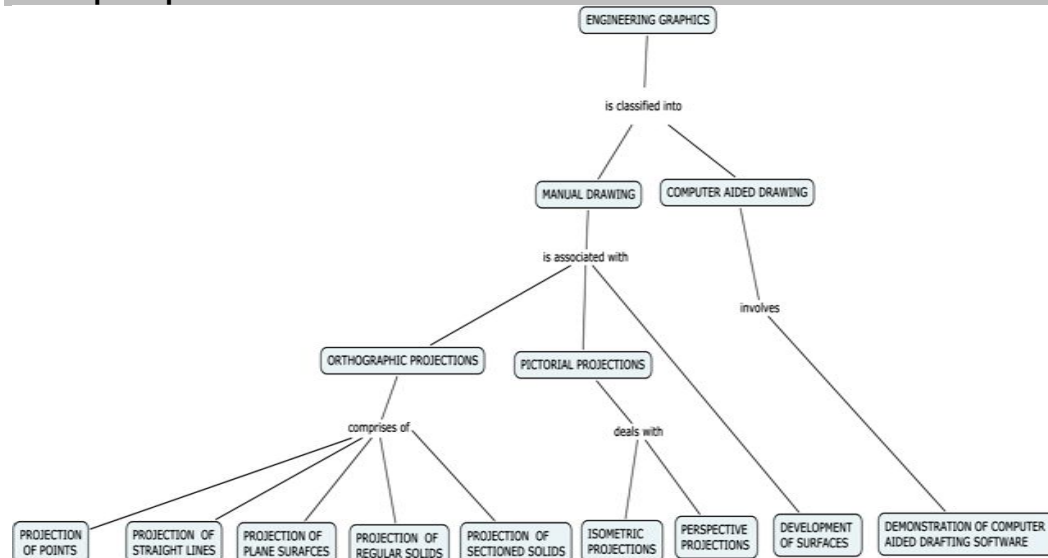 ENGINEERING GRAPHICS
is classified into
MANUAL DRAWING
COMPUTER AIDED DRAWING
is associated with
involves
ORTHOGRAPHIC PROJECTIONS
PICTORIAL PROJECTIONS
comprises of
deals with
PROJECTION
OF POINTS
PROJECTION OF
STRAIGHT LINES
PROJECTION OF
PLANE SURAFCES
PROJECTION OF
REGULAR SOLIDS
PROJECTION OF
SECTIONED SOLIDS
ISOMETRIC
PROJECTIONS
PERSPECTIVE
PROJECTIONS
DEVELOPMENT
OF SURFACES
DEMONSTRATION OF COMPUTER
AIDED DRAFTING SOFTWARE